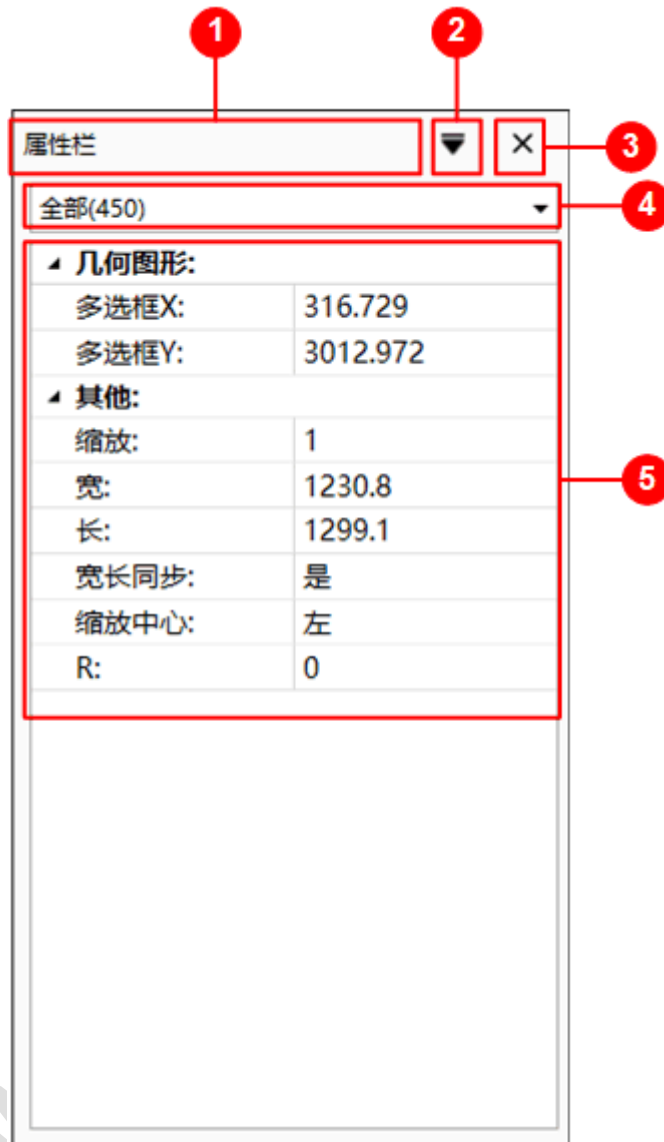 1
2
属性栏
3
全部(450)
4
几何图形:
多选框X: 316.729
多选框Y: 3012.972
其他:
缩放: 1
宽: 1230.8
5
长: 1299.1
宽长同步: 是
缩放中心: 左
R: 0